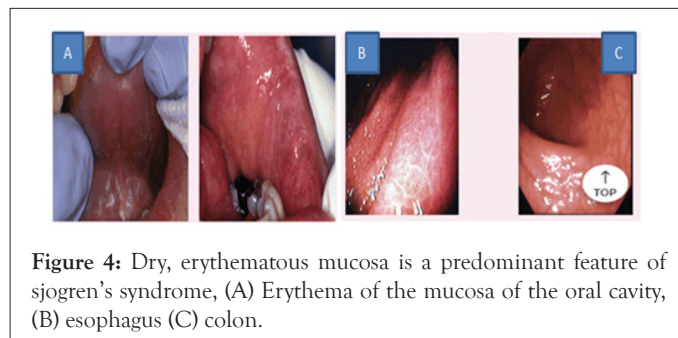 A
B
C
↑
TOP
Figure 4: Dry, erythematous mucosa is a predominant feature of
sjogren's syndrome, (A) Erythema of the mucosa of the oral cavity,
(B) esophagus (C) colon.